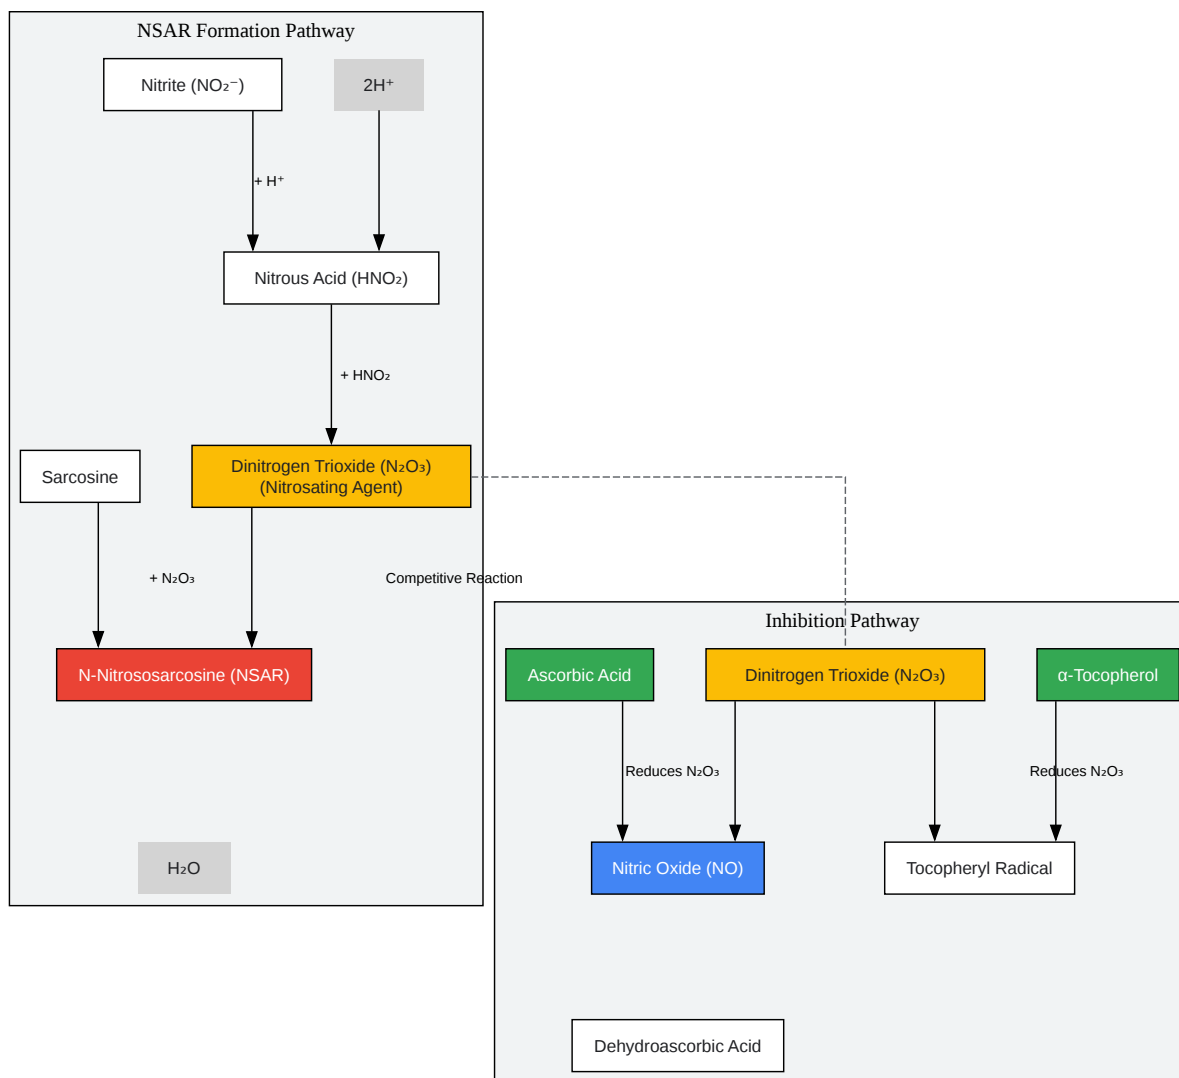 NSAR Formation Pathway
Nitrite (NO₂⁻)
2H⁺
+ H⁺
Nitrous Acid (HNO₂)
+ HNO₂
Sarcosine
Dinitrogen Trioxide (N₂O₃)
(Nitrosating Agent)
+ N₂O₃
Competitive Reaction
N-Nitrososarcosine (NSAR)
H₂O
Inhibition Pathway
Ascorbic Acid
Dinitrogen Trioxide (N₂O₃)
α-Tocopherol
Reduces N₂O₃
Reduces N₂O₃
Nitric Oxide (NO)
Tocopheryl Radical
Dehydroascorbic Acid